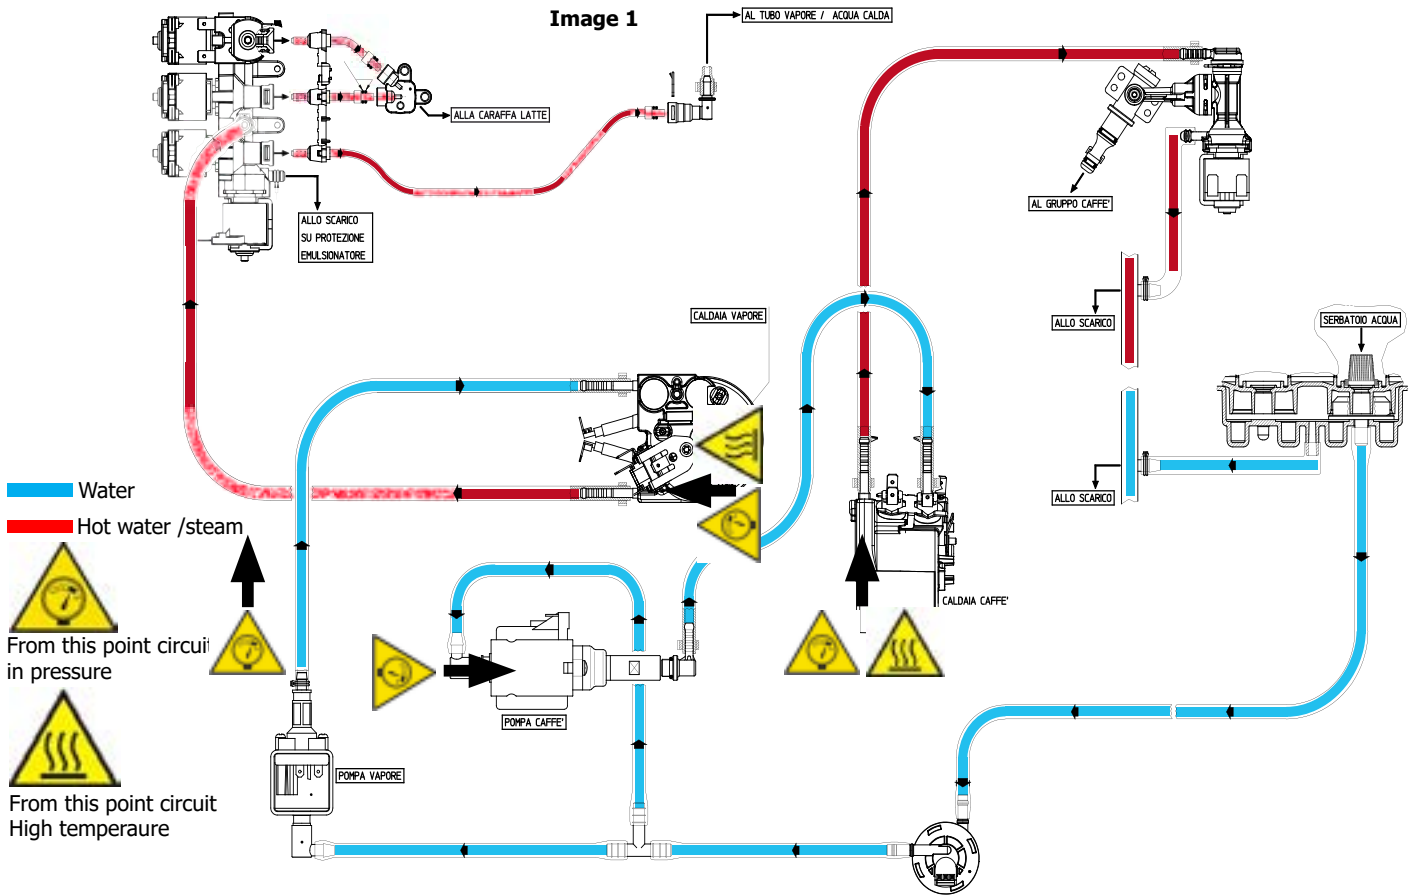 Image 1
AL TUBO VAPORE / ACQUA CALDA
ALLA CARAFFA LATTE
AL GRUPPO CAFFE'
ALLO SCARICO
SU PROTEZIONE
EMULSIONATORE
CALDAIA VAPORE
ALLO SCARICO
SERBATOIO ACQUA
Water
Hot water /steam
ALLO SCARICO
CALDAIA CAFFE'
From this point circuit
in pressure
POMPA CAFFE'
POMPA VAPORE
From this point circuit
High temperaure